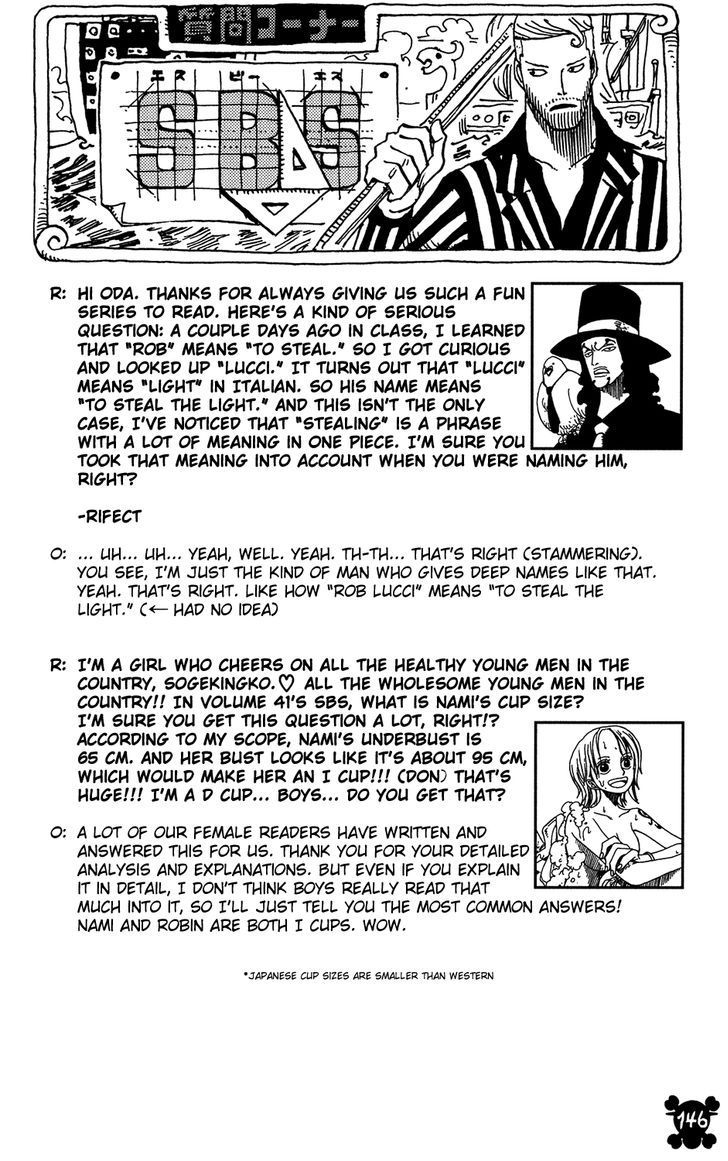 質問コーナー
エス ビー エス
SBS
R: HI ODA. THANKS FOR ALWAYS GIVING US SUCH A FUN
SERIES TO READ. HERE'S A KIND OF SERIOUS
QUESTION: A COUPLE DAYS AGO IN CLASS, I LEARNED
THAT "ROB" MEANS "TO STEAL." SO I GOT CURIOUS
AND LOOKED UP "LUCCI." IT TURNS OUT THAT "LUCCI"
MEANS "LIGHT" IN ITALIAN. SO HIS NAME MEANS
"TO STEAL THE LIGHT." AND THIS ISN'T THE ONLY
CASE, I'VE NOTICED THAT "STEALING" IS A PHRASE
WITH A LOT OF MEANING IN ONE PIECE. I'M SURE YOU
TOOK THAT MEANING INTO ACCOUNT WHEN YOU WERE NAMING HIM,
RIGHT?
-RIFECT
O: ... UH... UH... YEAH, WELL. YEAH. TH-TH... THAT'S RIGHT (STAMMERING).
YOU SEE, I'M JUST THE KIND OF MAN WHO GIVES DEEP NAMES LIKE THAT.
YEAH. THAT'S RIGHT. LIKE HOW "ROB LUCCI" MEANS "TO STEAL THE
LIGHT." (← HAD NO IDEA)
R: I'M A GIRL WHO CHEERS ON ALL THE HEALTHY YOUNG MEN IN THE
COUNTRY, SOGEKINGKO.♡ ALL THE WHOLESOME YOUNG MEN IN THE
COUNTRY!! IN VOLUME 41'S SBS, WHAT IS NAMI'S CUP SIZE?
I'M SURE YOU GET THIS QUESTION A LOT, RIGHT!?
ACCORDING TO MY SCOPE, NAMI'S UNDERBUST IS
65 CM. AND HER BUST LOOKS LIKE IT'S ABOUT 95 CM,
WHICH WOULD MAKE HER AN I CUP!!! (DON) THAT'S
HUGE!!! I'M A D CUP... BOYS... DO YOU GET THAT?
O: A LOT OF OUR FEMALE READERS HAVE WRITTEN AND
ANSWERED THIS FOR US. THANK YOU FOR YOUR DETAILED
ANALYSIS AND EXPLANATIONS. BUT EVEN IF YOU EXPLAIN
IT IN DETAIL, I DON'T THINK BOYS REALLY READ THAT
MUCH INTO IT, SO I'LL JUST TELL YOU THE MOST COMMON ANSWERS!
NAMI AND ROBIN ARE BOTH I CUPS. WOW.
*JAPANESE CUP SIZES ARE SMALLER THAN WESTERN
146